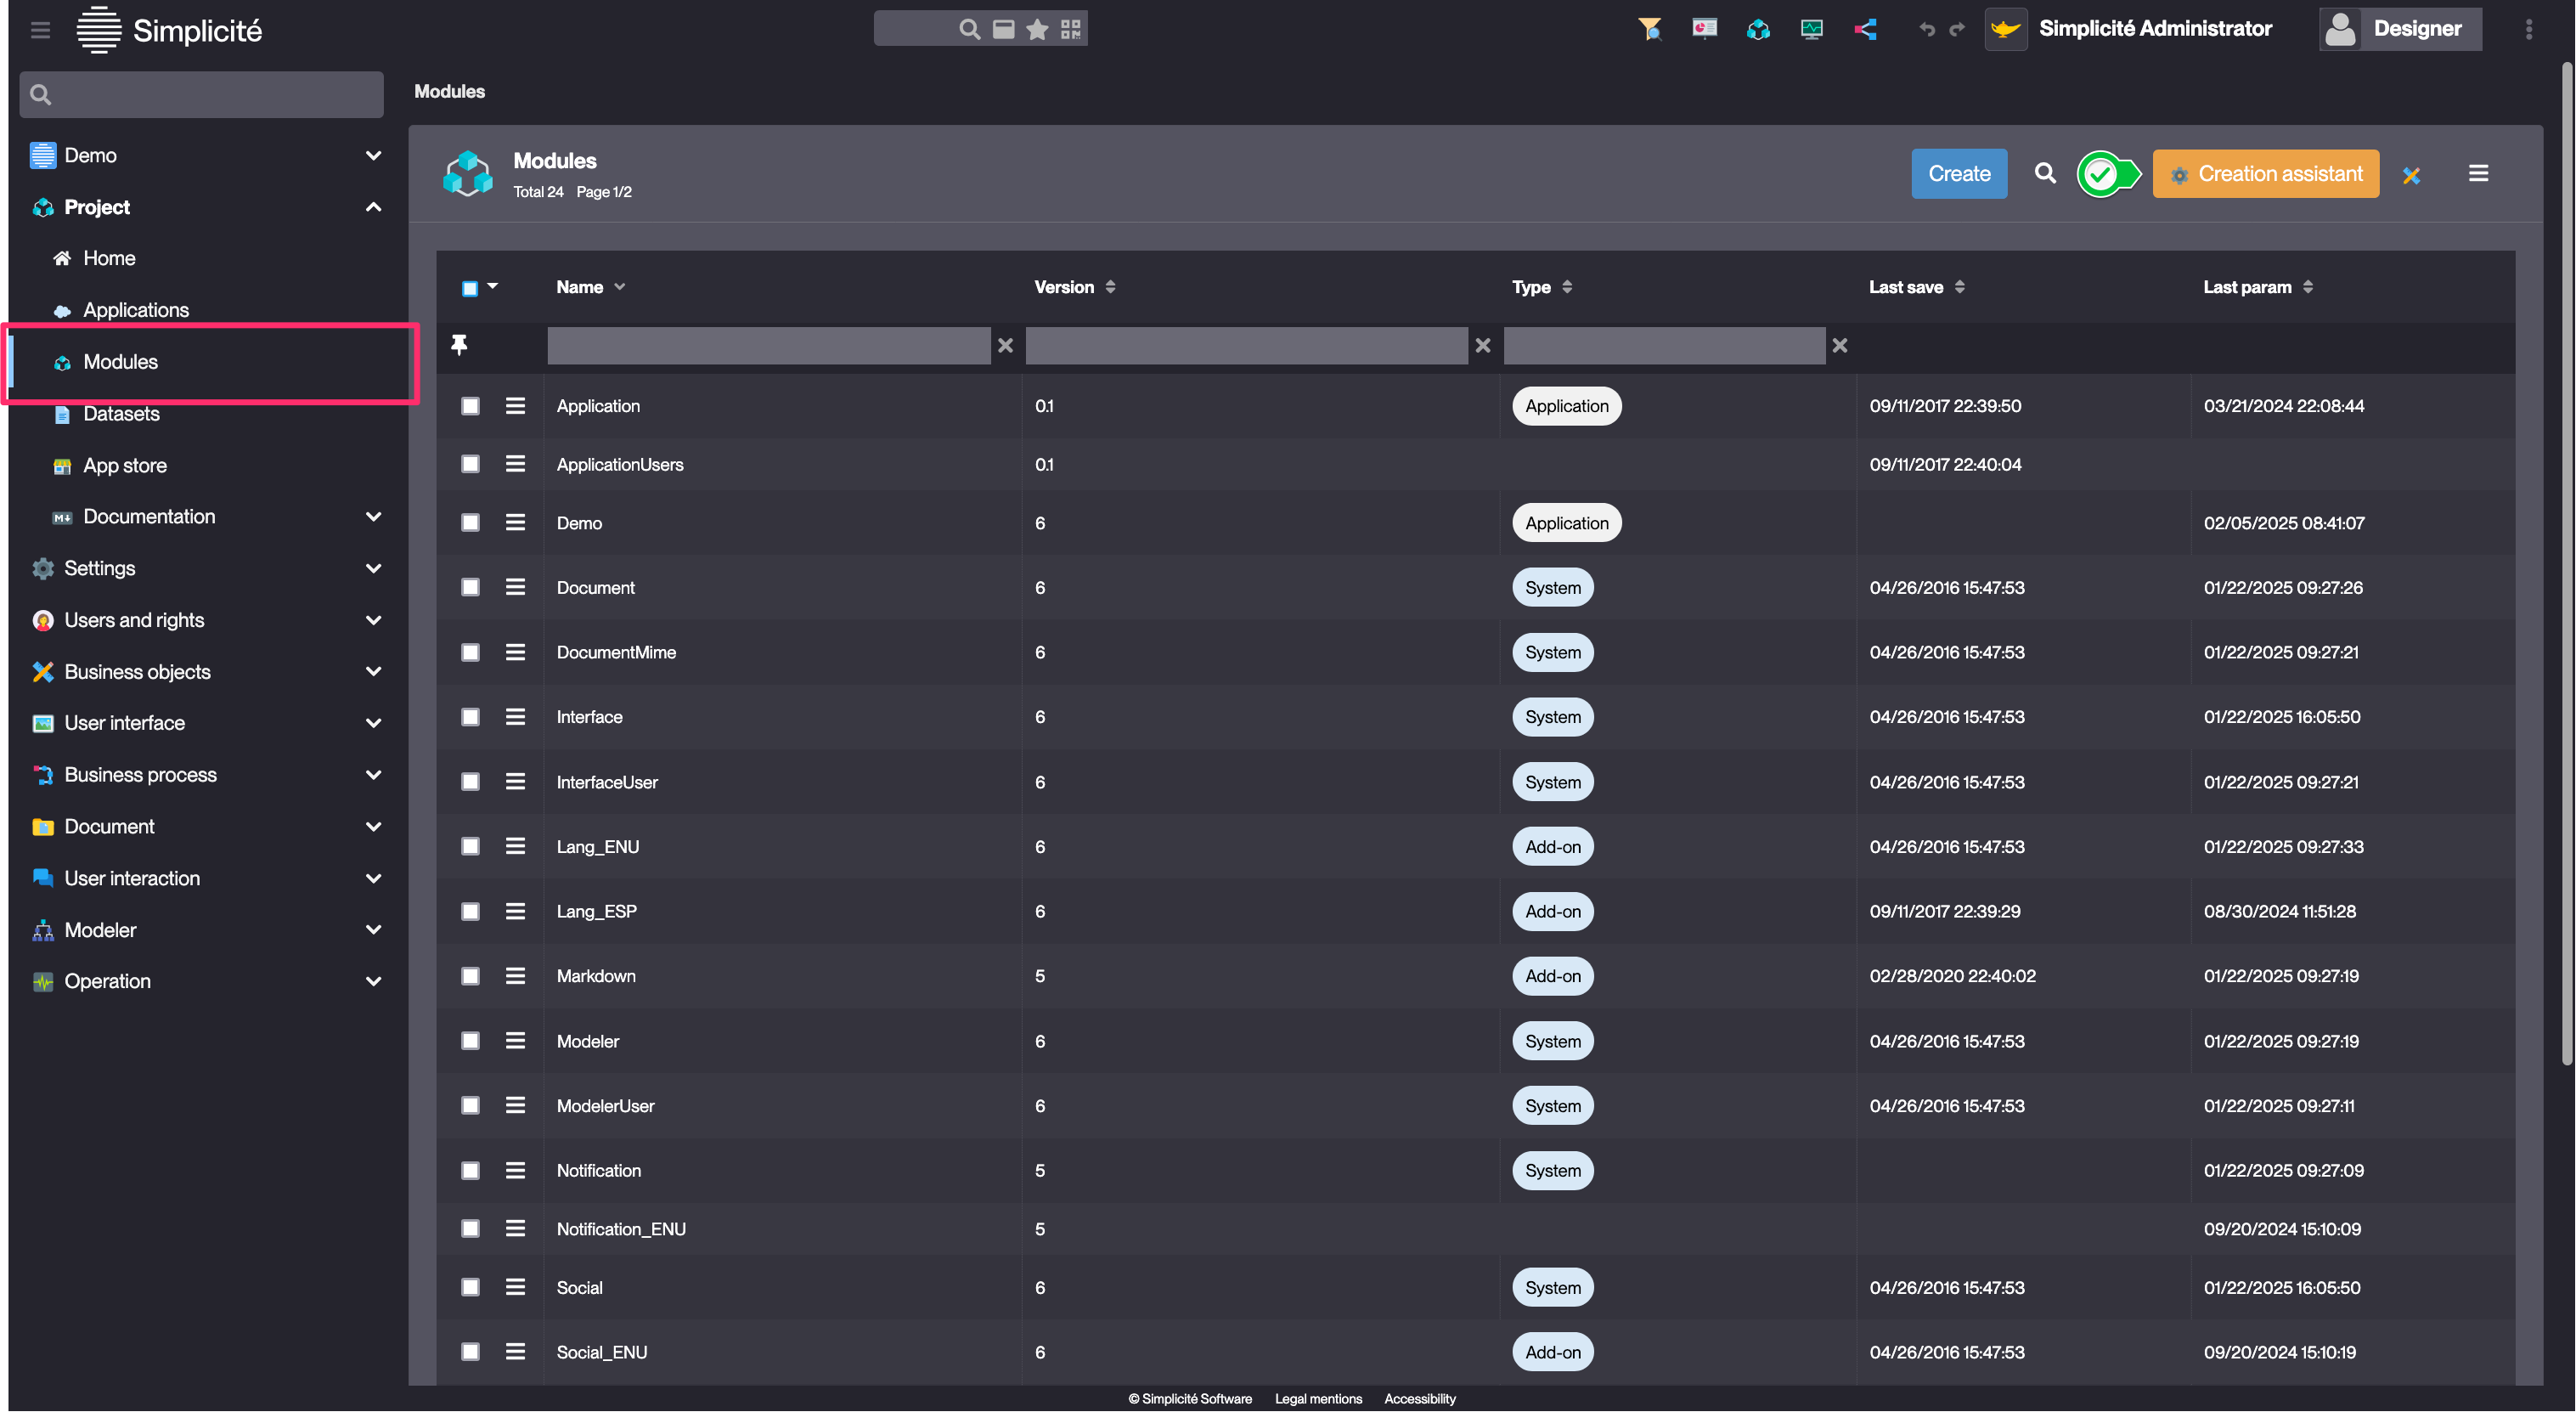 Simplicité
Simplicité Administrator
Designer
Modules
Demo
Project
Home
Applications
Modules
Datasets
App store
Documentation
Settings
Users and rights
Business objects
User interface
Business process
Document
User interaction
Modeler
Operation
Modules
Total 24 Page 1/2
Create
Creation assistant
Name Version Type Last save Last param
Application 0.1 Application 09/11/2017 22:39:50 03/21/2024 22:08:44
ApplicationUsers 0.1 09/11/2017 22:40:04
Demo 6 Application 02/05/2025 08:41:07
Document 6 System 04/26/2016 15:47:53 01/22/2025 09:27:26
DocumentMime 6 System 04/26/2016 15:47:53 01/22/2025 09:27:21
Interface 6 System 04/26/2016 15:47:53 01/22/2025 16:05:50
InterfaceUser 6 System 04/26/2016 15:47:53 01/22/2025 09:27:21
Lang_ENU 6 Add-on 04/26/2016 15:47:53 01/22/2025 09:27:33
Lang_ESP 6 Add-on 09/11/2017 22:39:29 08/30/2024 11:51:28
Markdown 5 Add-on 02/28/2020 22:40:02 01/22/2025 09:27:19
Modeler 6 System 04/26/2016 15:47:53 01/22/2025 09:27:19
ModelerUser 6 System 04/26/2016 15:47:53 01/22/2025 09:27:11
Notification 5 System 01/22/2025 09:27:09
Notification_ENU 5 09/20/2024 15:10:09
Social 6 System 04/26/2016 15:47:53 01/22/2025 16:05:50
Social_ENU 6 Add-on 04/26/2016 15:47:53 09/20/2024 15:10:19
© Simplicité Software Legal mentions Accessibility